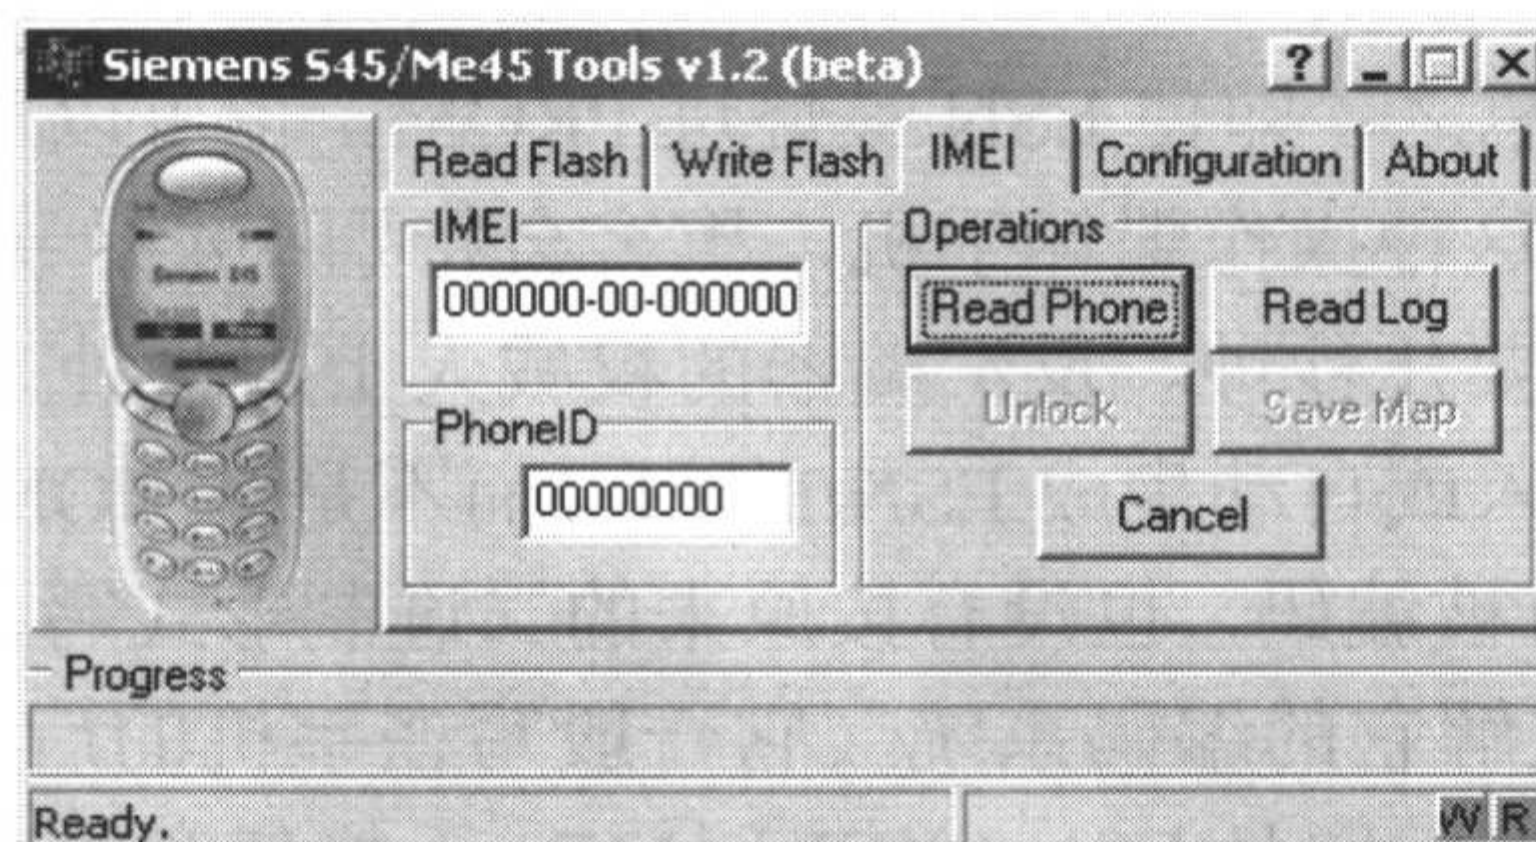 Siemens S45/Me45 Tools v1.2 (beta)
?
Read Flash Write Flash IMEI Configuration About
IMEI
000000-00-000000
PhoneID
00000000
Operations
Read Phone Read Log
Unlock Save Map
Cancel
Progress
Ready.
W R